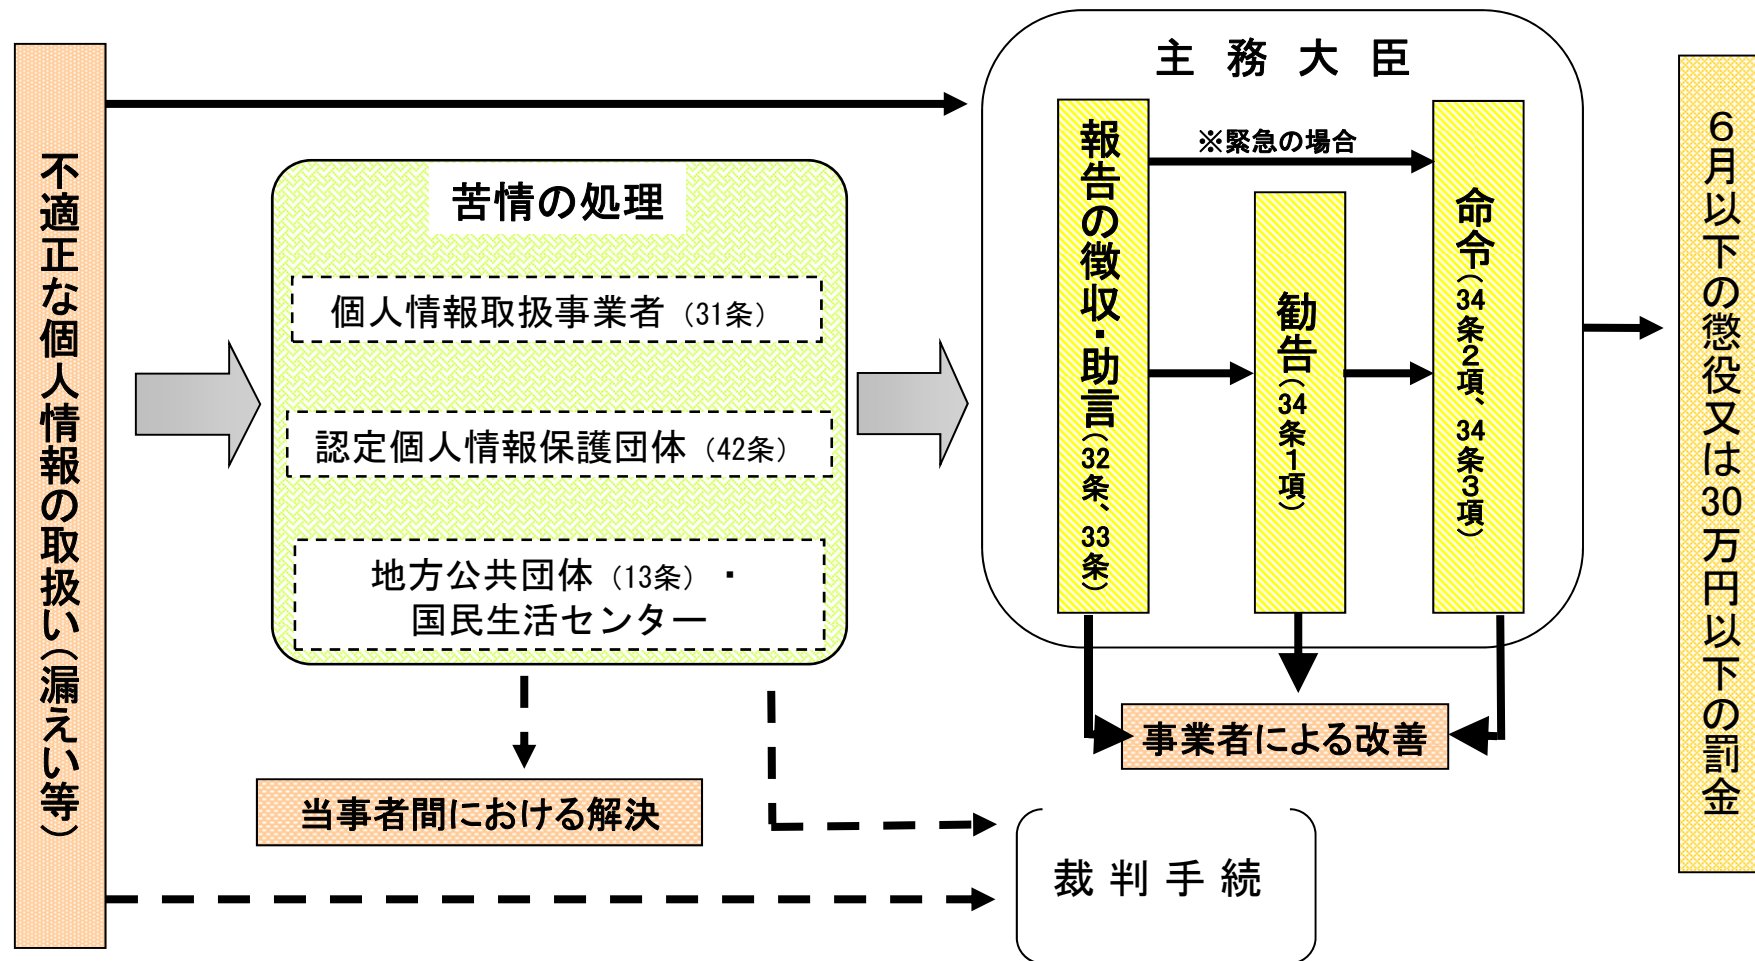 不適正な個人情報の取扱い（漏えい等）
苦情の処理
個人情報取扱事業者（31条）
認定個人情報保護団体（42条）
地方公共団体（13条）・
国民生活センター
当事者間における解決
主務大臣
報告の徴収・助言（32条、33条）
※緊急の場合
勧告（34条１項）
命令（34条２項、34条３項）
事業者による改善
裁判手続
６月以下の懲役又は30万円以下の罰金